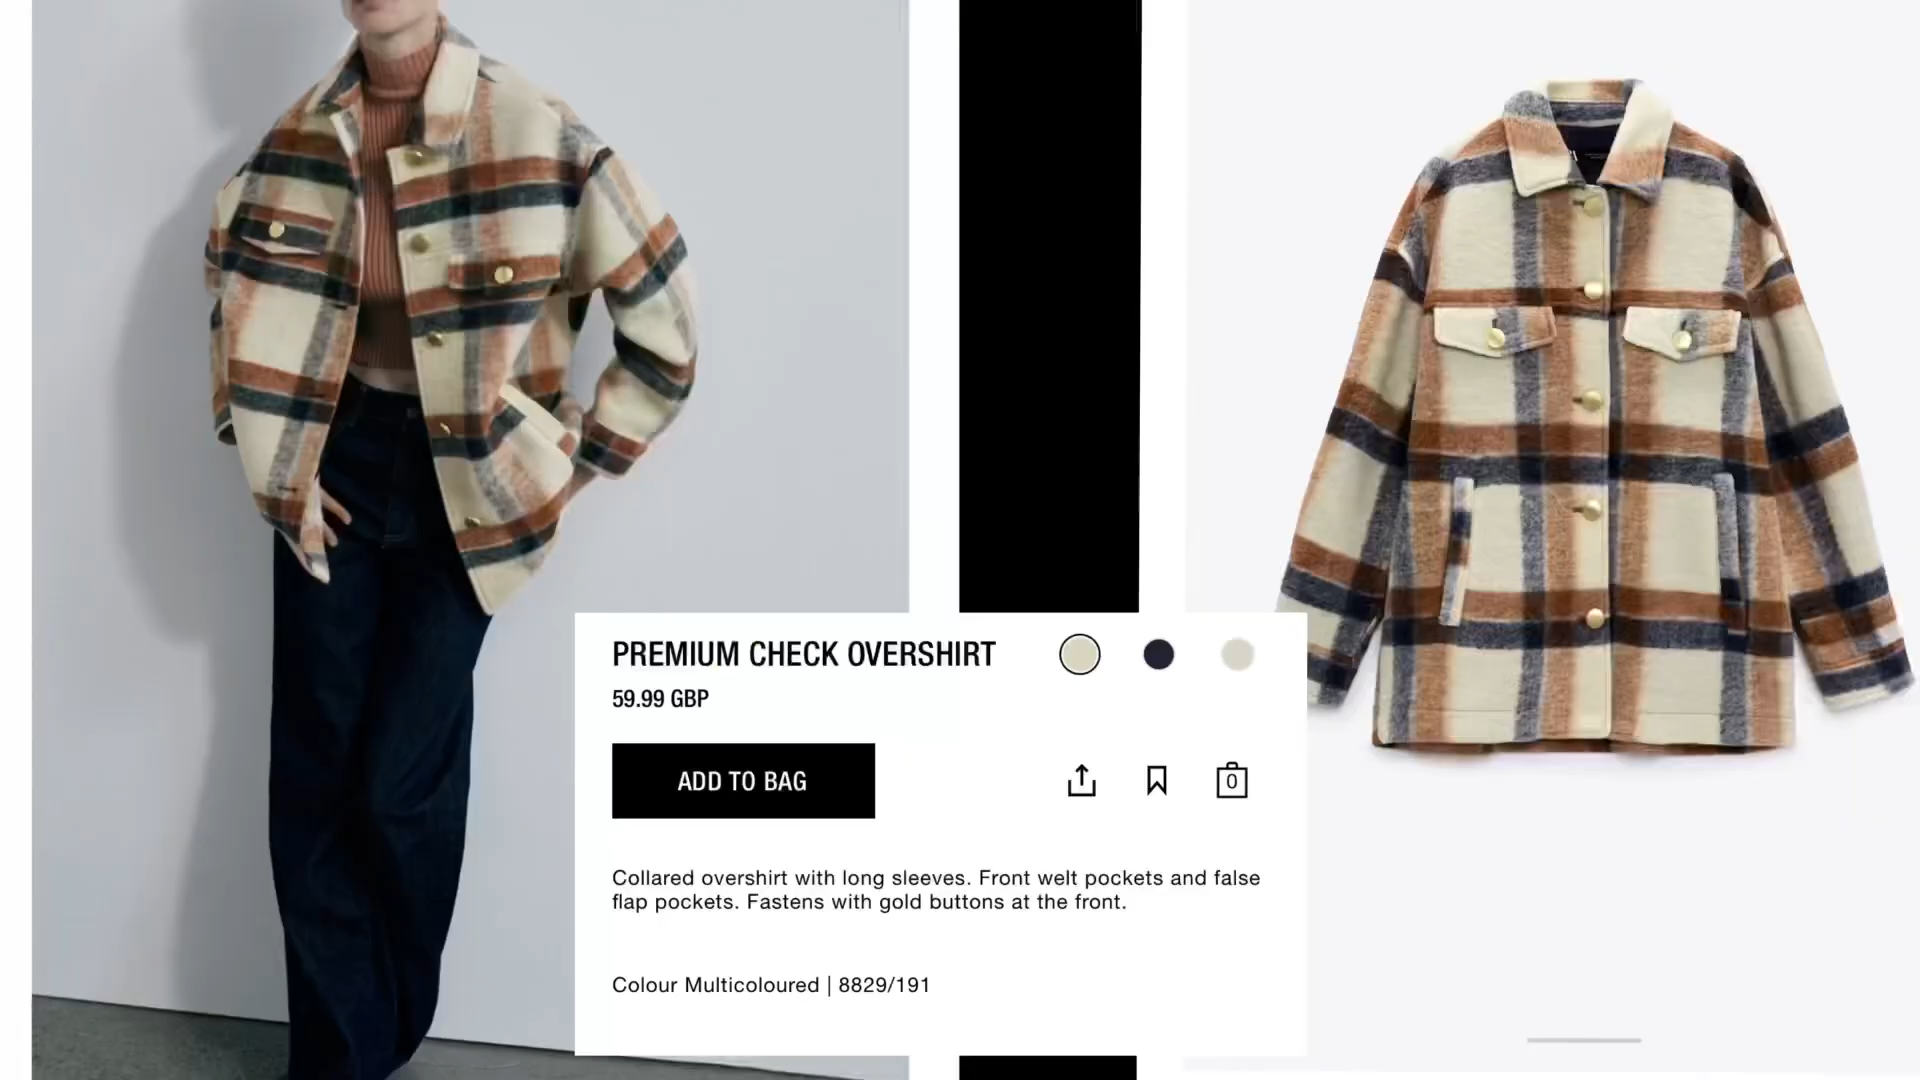 PREMIUM CHECK OVERSHIRT
59.99 GBP
ADD TO BAG
0
Collared overshirt with long sleeves. Front welt pockets and false
flap pockets. Fastens with gold buttons at the front.
Colour Multicoloured | 8829/191